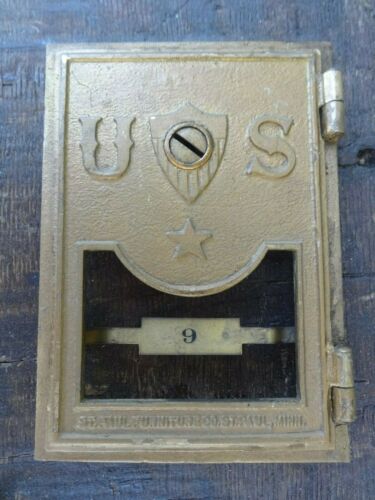 U S
9
ST. PAUL FURNITURE CO. ST. PAUL, MINN.